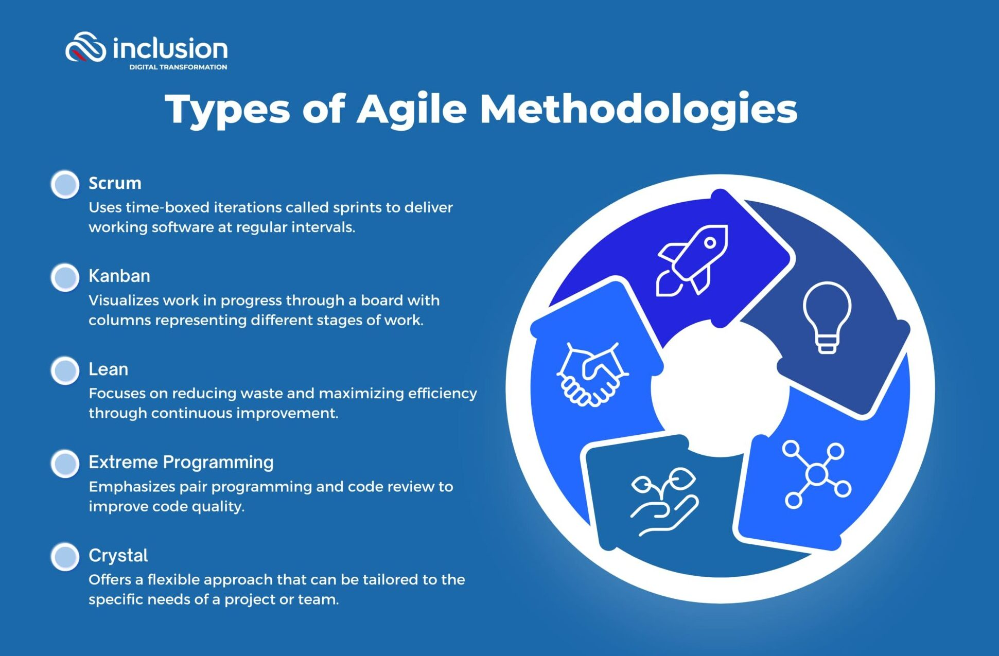 inclusion
DIGITAL TRANSFORMATION
Types of Agile Methodologies
Scrum
Uses time-boxed iterations called sprints to deliver
working software at regular intervals.
Kanban
Visualizes work in progress through a board with
columns representing different stages of work.
Lean
Focuses on reducing waste and maximizing efficiency
through continuous improvement.
Extreme Programming
Emphasizes pair programming and code review to
improve code quality.
Crystal
Offers a flexible approach that can be tailored to the
specific needs of a project or team.